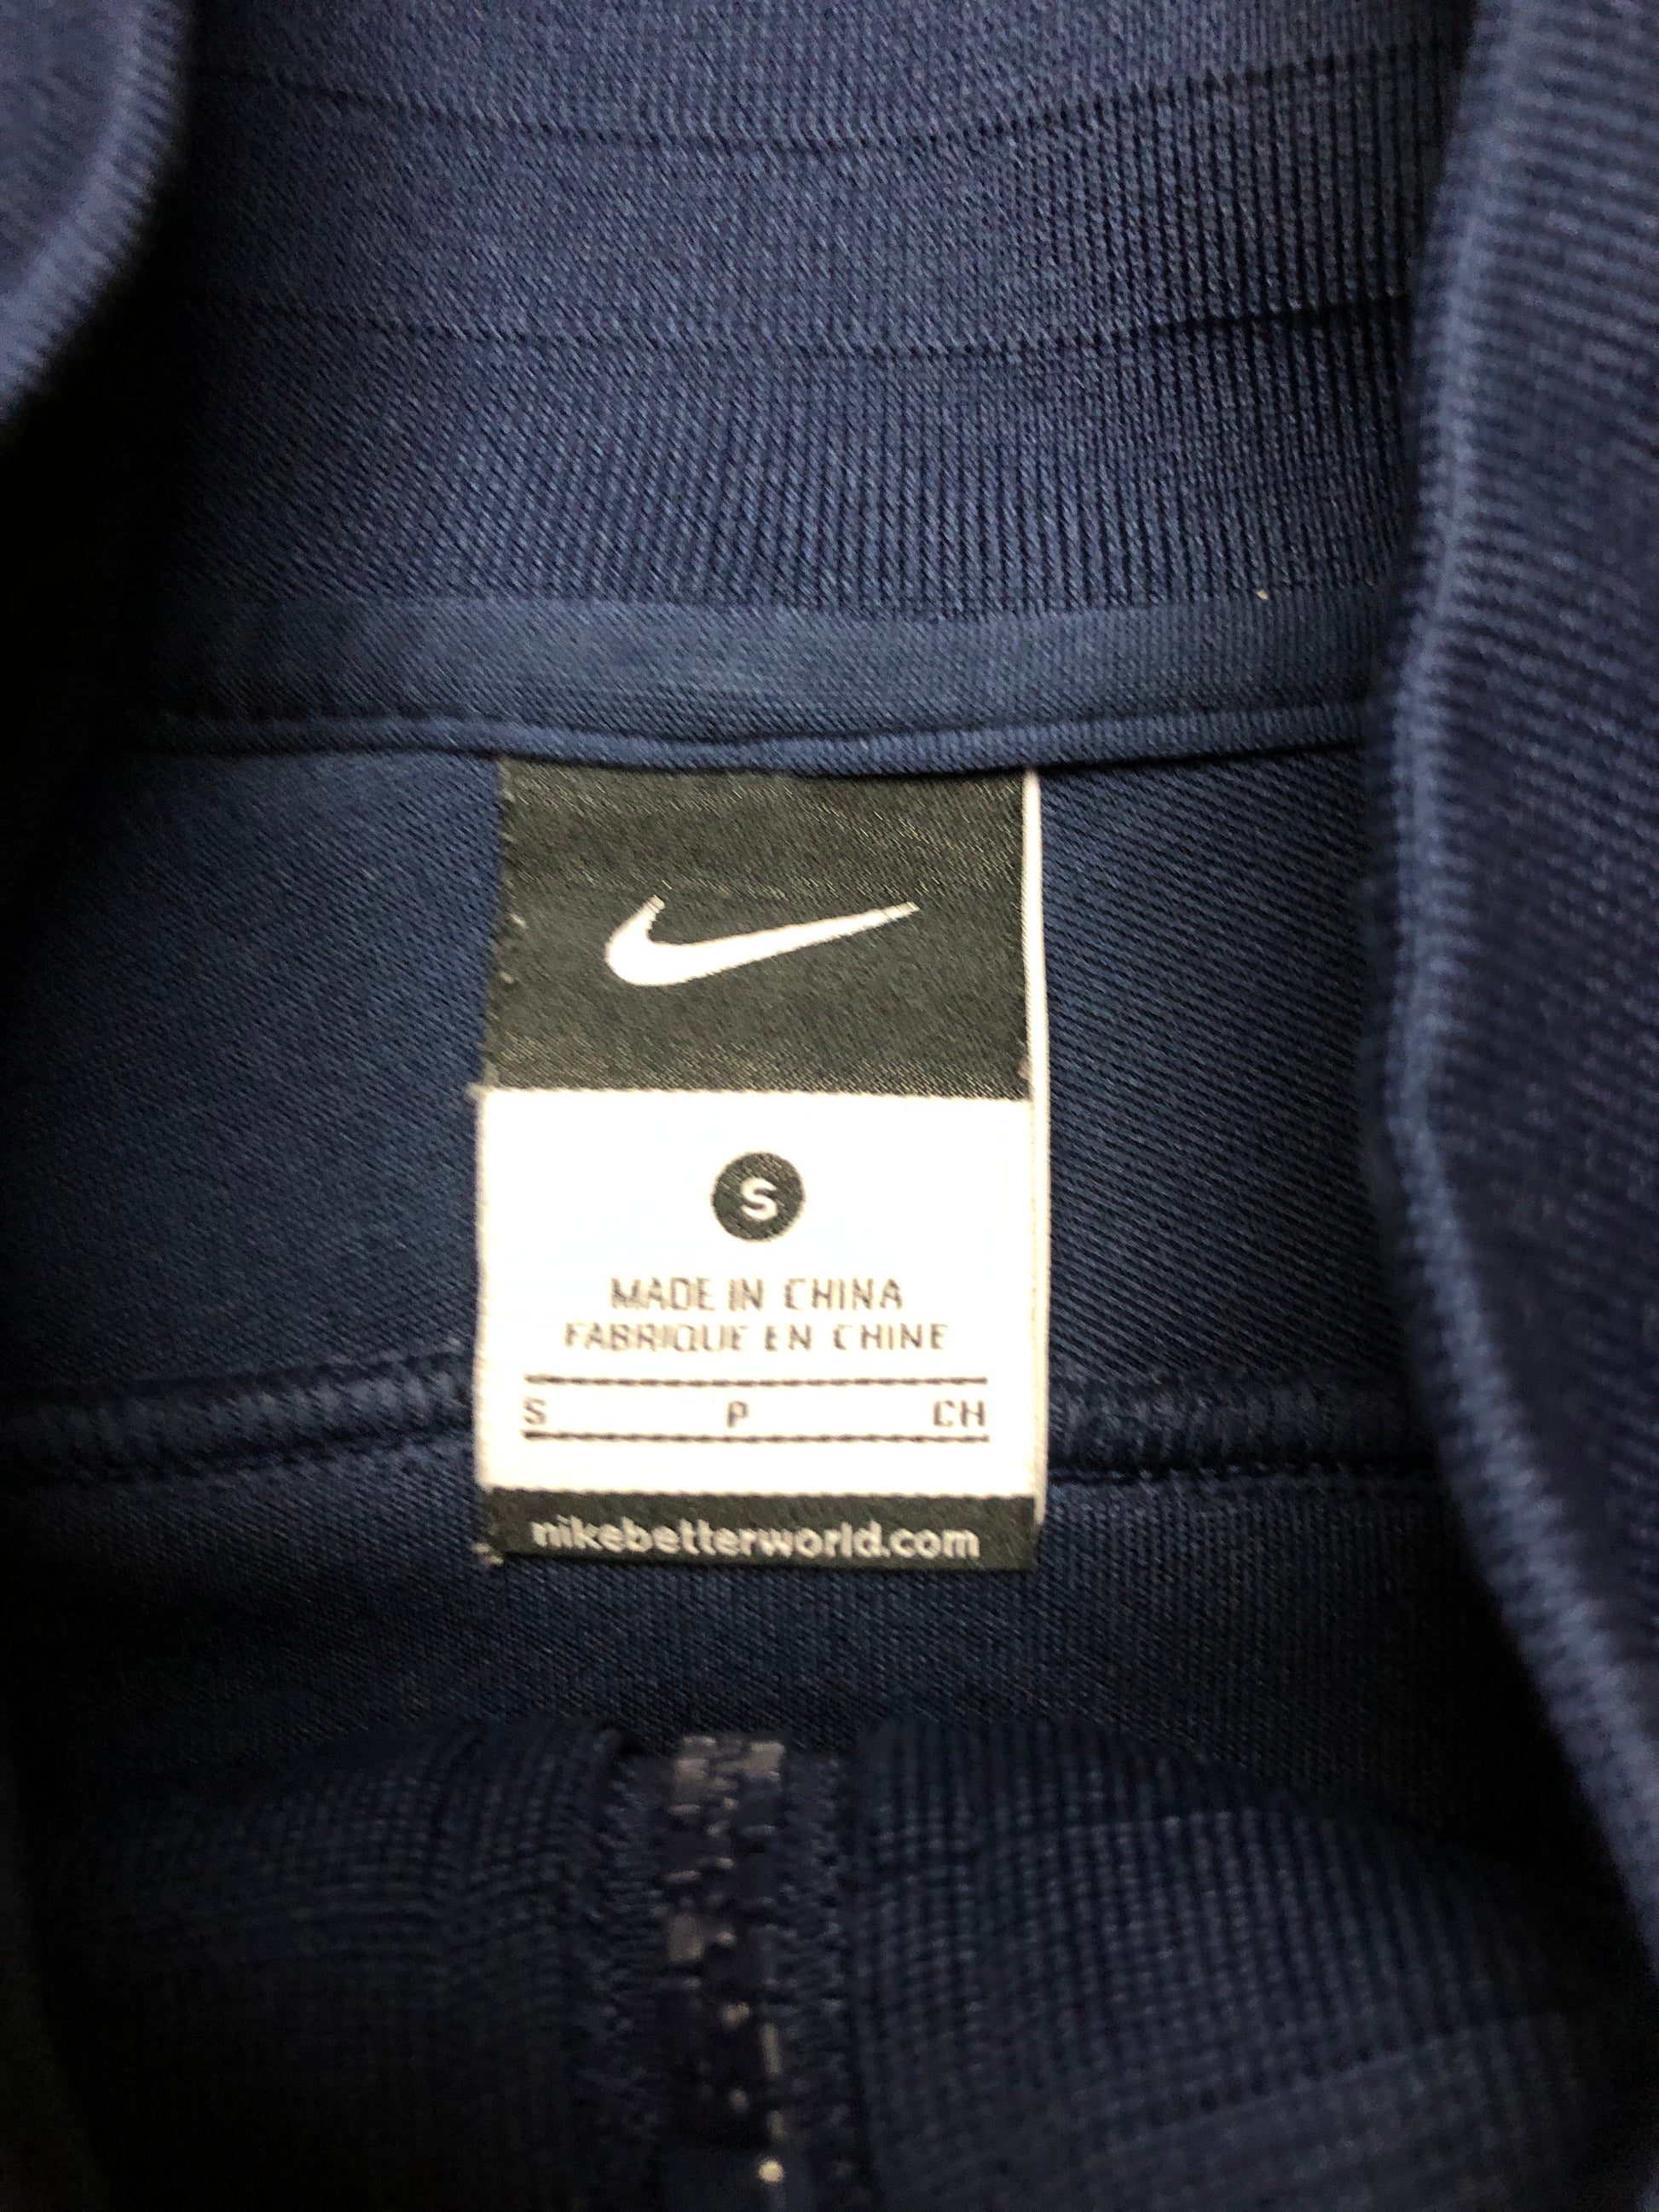 S
MADE IN CHINA
FABRIQUE EN CHINE
S P CH
nikebetterworld.com